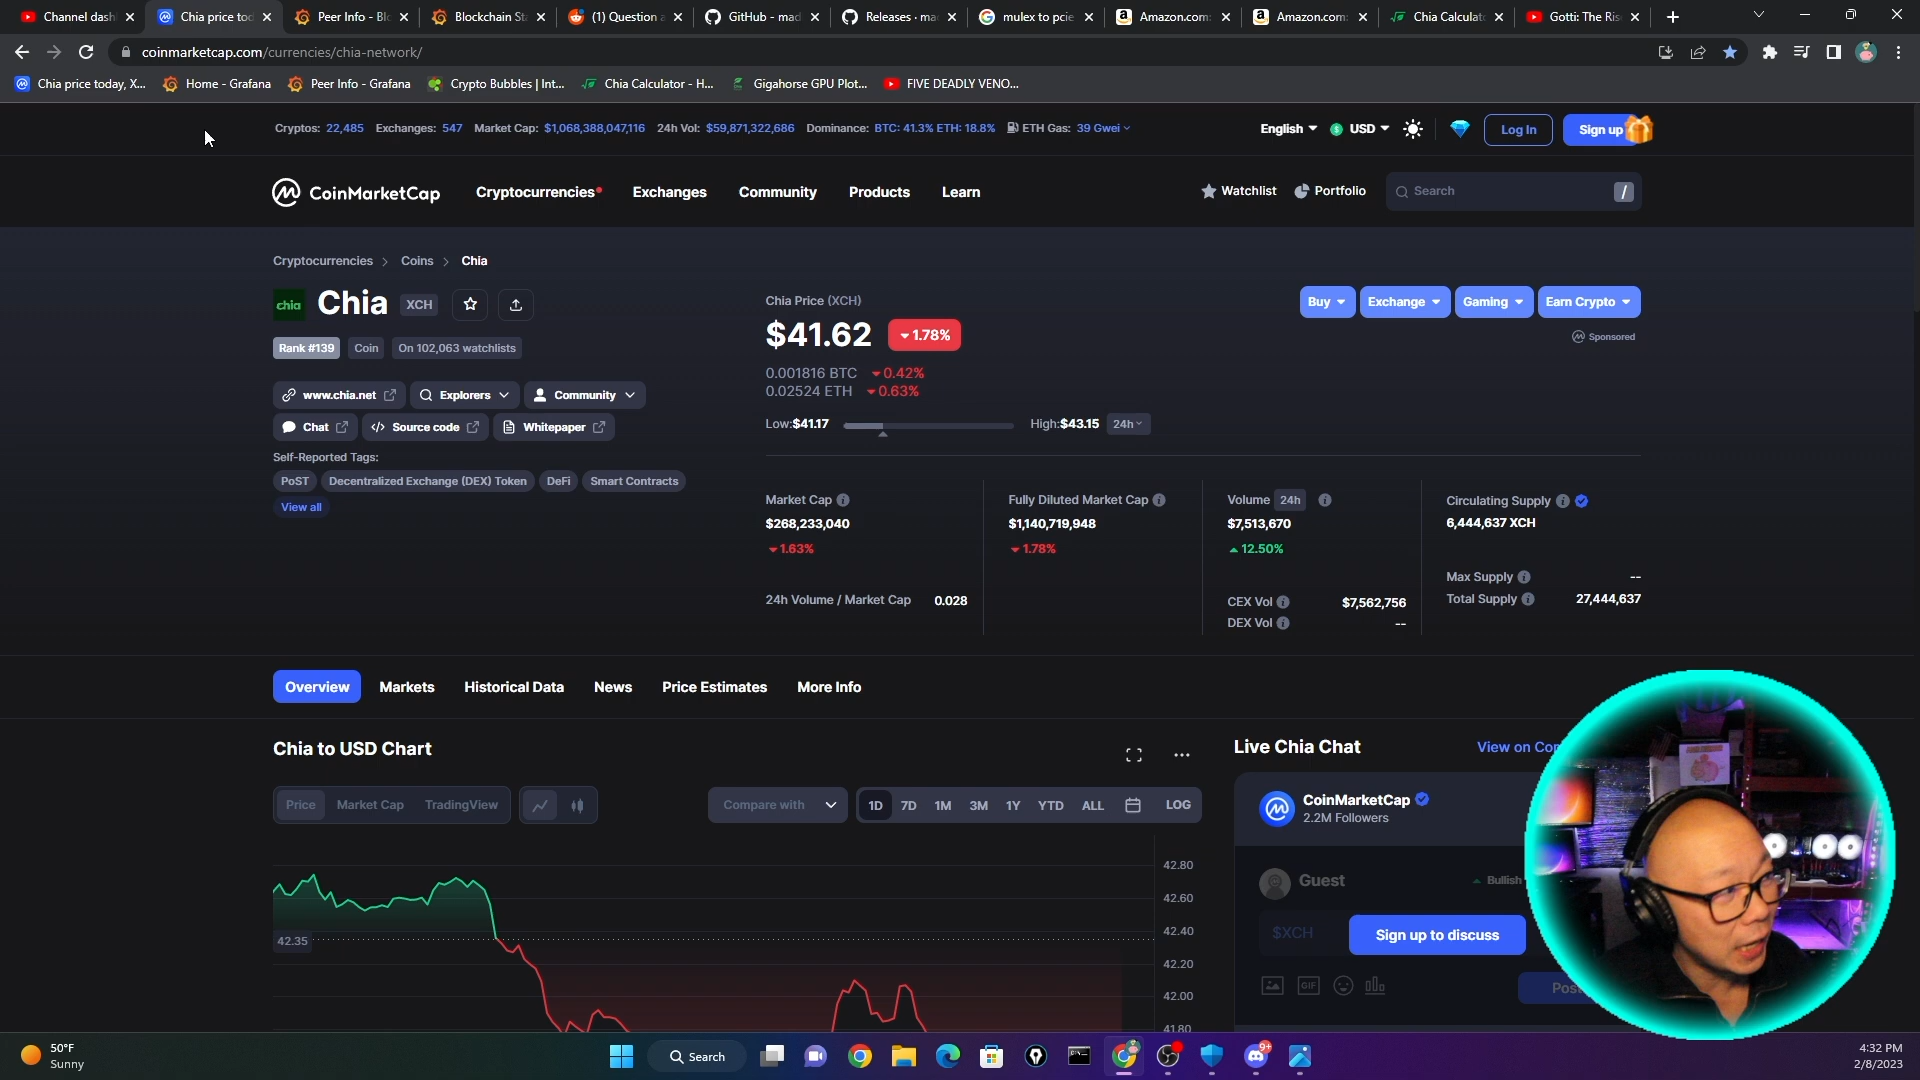 Channel dash
Chia price tod
Peer Info - Blo
Blockchain St
(1) Question a
GitHub - mad
Releases · ma
mulex to pcie
Amazon.com:
Amazon.com:
Chia Calculat
Gotti: The Ris
coinmarketcap.com/currencies/chia-network/
Chia price today, X...
Home - Grafana
Peer Info - Grafana
Crypto Bubbles | Int...
Chia Calculator - H...
Gigahorse GPU Plot...
FIVE DEADLY VENO...
Cryptos: 22,485 Exchanges: 547 Market Cap: $1,068,388,047,116 24h Vol: $59,871,322,686 Dominance: BTC: 41.3% ETH: 18.8% ETH Gas: 39 Gwei
English USD Log In Sign up
CoinMarketCap Cryptocurrencies Exchanges Community Products Learn
Watchlist Portfolio Search /
Cryptocurrencies > Coins > Chia
chia Chia XCH
Rank #139 Coin On 102,063 watchlists
www.chia.net Explorers Community
Chat Source code Whitepaper
Self-Reported Tags:
PoST Decentralized Exchange (DEX) Token DeFi Smart Contracts
View all
Chia Price (XCH)
$41.62 1.78%
0.001816 BTC 0.42%
0.02524 ETH 0.63%
Low:$41.17 High:$43.15 24h
Buy Exchange Gaming Earn Crypto
Sponsored
Market Cap
$268,233,040
1.63%
24h Volume / Market Cap 0.028
Fully Diluted Market Cap
$1,140,719,948
1.78%
Volume 24h
$7,513,670
12.50%
CEX Vol $7,562,756
DEX Vol --
Circulating Supply
6,444,637 XCH
Max Supply --
Total Supply 27,444,637
Overview Markets Historical Data News Price Estimates More Info
Chia to USD Chart
Price Market Cap TradingView
Compare with
1D 7D 1M 3M 1Y YTD ALL LOG
42.80
42.60
42.40
42.35
42.20
42.00
41.80
Live Chia Chat View on Co
CoinMarketCap
2.2M Followers
Guest Bullish
$XCH Sign up to discuss
GIF
Post
50°F
Sunny
Search
9+
4:32 PM
2/8/2023